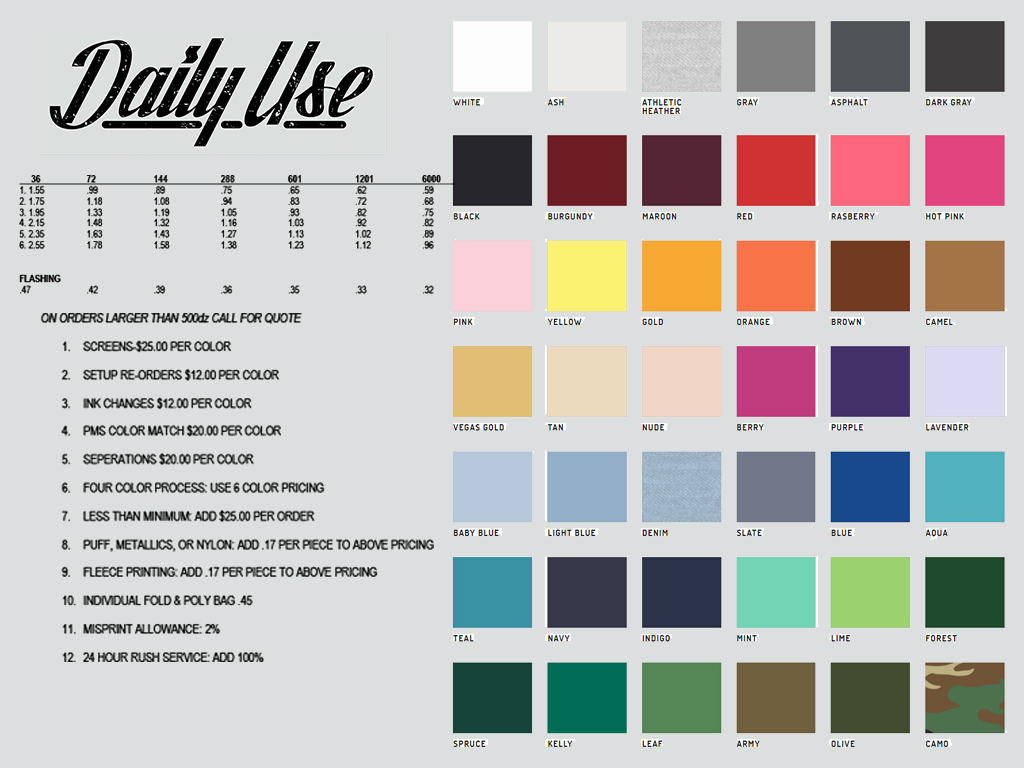 Daily Use
36 72 144 288 601 1201 6000
1. 1.55 .99 .89 .75 .65 .62 .59
2. 1.75 1.18 1.08 .94 .83 .72 .68
3. 1.95 1.33 1.19 1.05 .93 .82 .75
4. 2.15 1.48 1.32 1.16 1.03 .92 .82
5. 2.35 1.63 1.43 1.27 1.13 1.02 .89
6. 2.55 1.78 1.58 1.38 1.23 1.12 .96
FLASHING
.47 .42 .39 .36 .35 .33 .32
ON ORDERS LARGER THAN 500dz CALL FOR QUOTE
1. SCREENS-$25.00 PER COLOR
2. SETUP RE-ORDERS $12.00 PER COLOR
3. INK CHANGES $12.00 PER COLOR
4. PMS COLOR MATCH $20.00 PER COLOR
5. SEPERATIONS $20.00 PER COLOR
6. FOUR COLOR PROCESS: USE 6 COLOR PRICING
7. LESS THAN MINIMUM: ADD $25.00 PER ORDER
8. PUFF, METALLICS, OR NYLON: ADD .17 PER PIECE TO ABOVE PRICING
9. FLEECE PRINTING: ADD .17 PER PIECE TO ABOVE PRICING
10. INDIVIDUAL FOLD & POLY BAG .45
11. MISPRINT ALLOWANCE: 2%
12. 24 HOUR RUSH SERVICE: ADD 100%
WHITE ASH ATHLETIC GRAY ASPHALT DARK GRAY
HEATHER
BLACK BURGUNDY MAROON RED RASBERRY HOT PINK
PINK YELLOW GOLD ORANGE BROWN CAMEL
VEGAS GOLD TAN NUDE BERRY PURPLE LAVENDER
BABY BLUE LIGHT BLUE DENIM SLATE BLUE AQUA
TEAL NAVY INDIGO MINT LIME FOREST
SPRUCE KELLY LEAF ARMY OLIVE CAMO